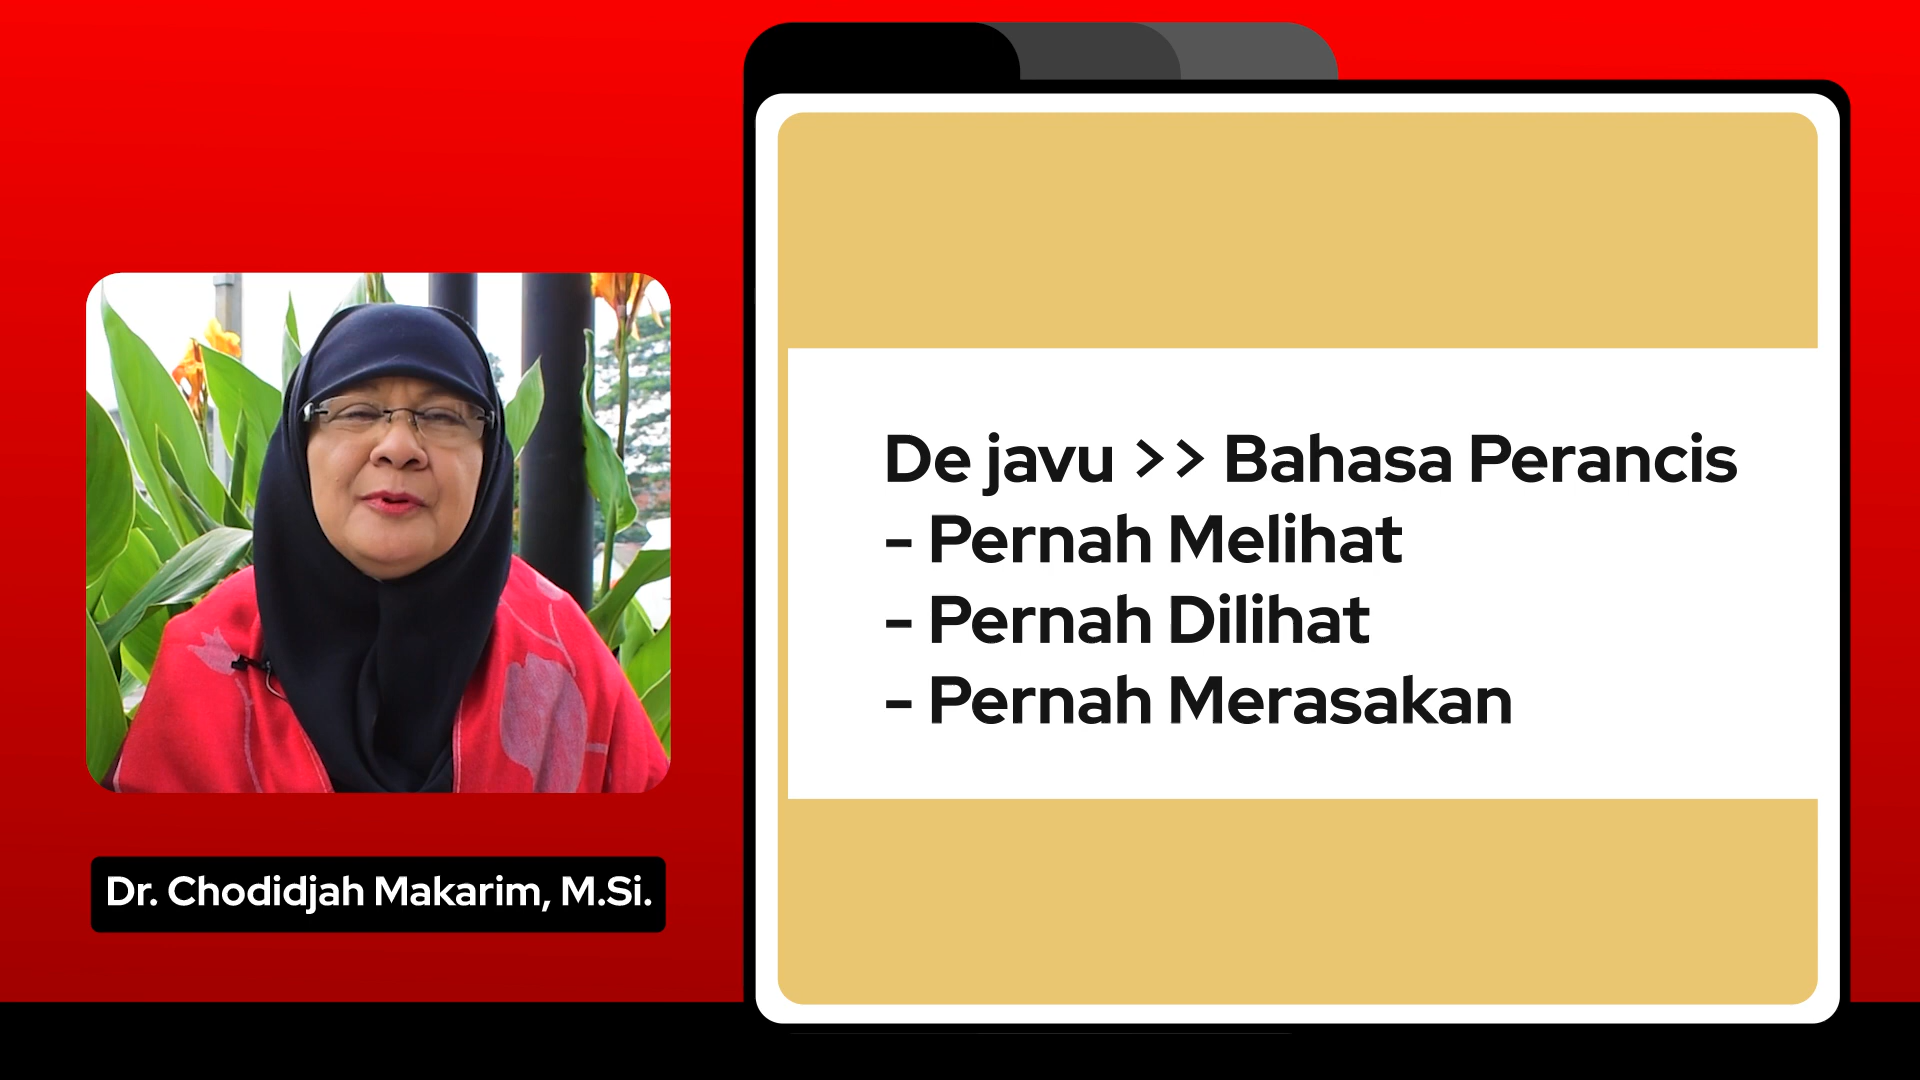 De javu >> Bahasa Perancis
- Pernah Melihat
- Pernah Dilihat
- Pernah Merasakan
Dr. Chodidjah Makarim, M.Si.